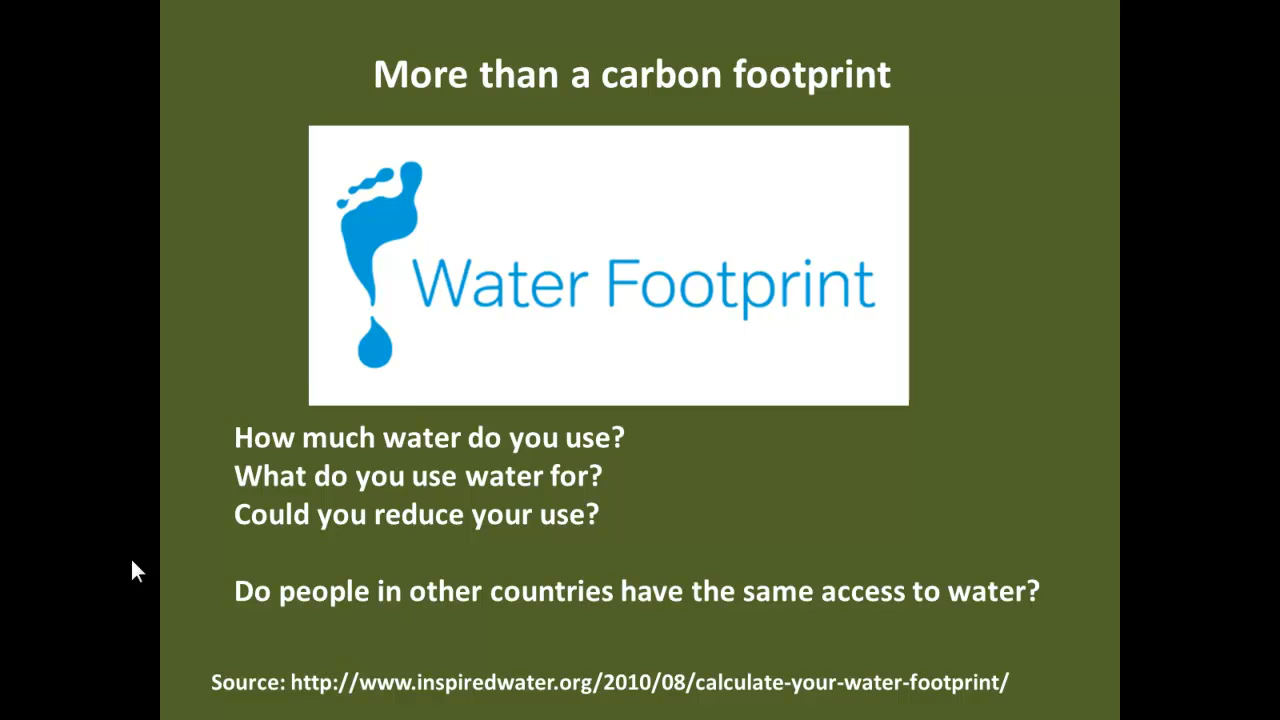 More than a carbon footprint
Water Footprint
How much water do you use?
What do you use water for?
Could you reduce your use?
Do people in other countries have the same access to water?
Source: http://www.inspiredwater.org/2010/08/calculate-your-water-footprint/